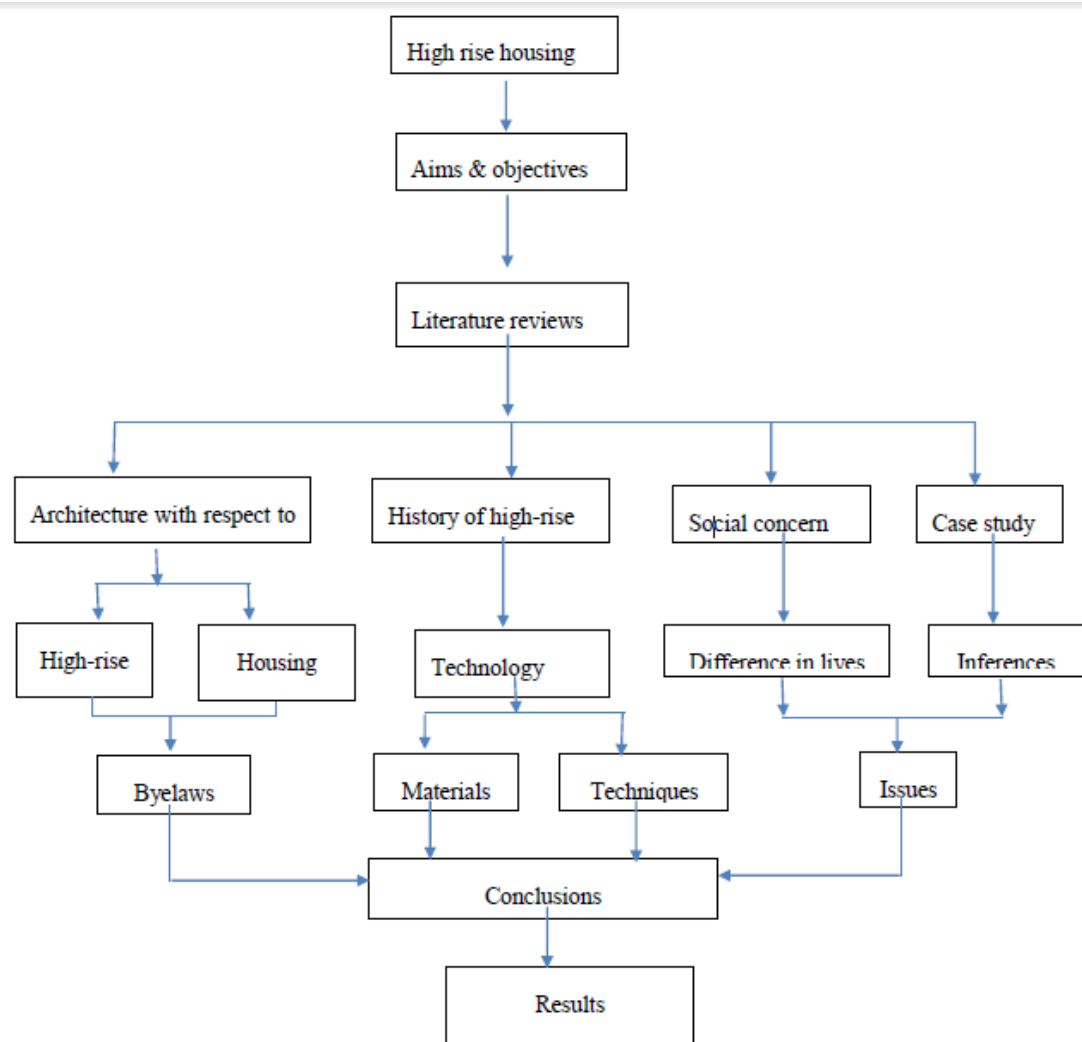 High rise housing
Aims & objectives
Literature reviews
Architecture with respect to
History of high-rise
Social concern
Case study
High-rise
Housing
Technology
Difference in lives
Inferences
Byelaws
Materials
Techniques
Issues
Conclusions
Results